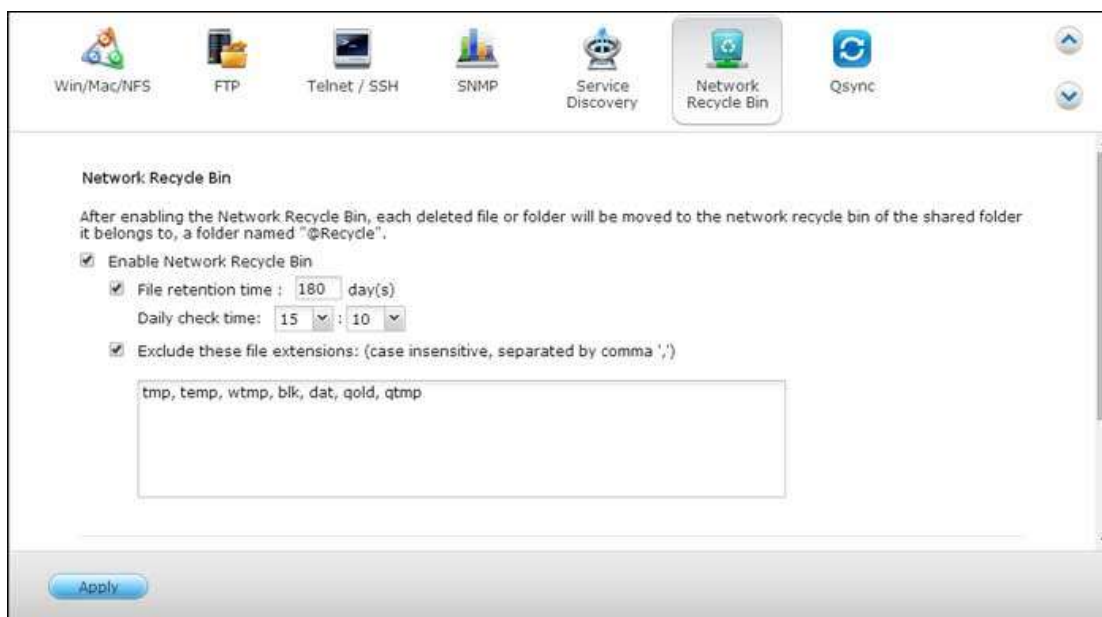 Win/Mac/NFS
FTP
Telnet / SSH
SNMP
Service
Discovery
Network
Recycle Bin
Qsync
Network Recycle Bin
After enabling the Network Recycle Bin, each deleted file or folder will be moved to the network recycle bin of the shared folder
it belongs to, a folder named "@Recycle".
Enable Network Recycle Bin
File retention time : 180 day(s)
Daily check time: 15 : 10
Exclude these file extensions: (case insensitive, separated by comma ',')
tmp, temp, wtmp, blk, dat, qold, qtmp
Apply